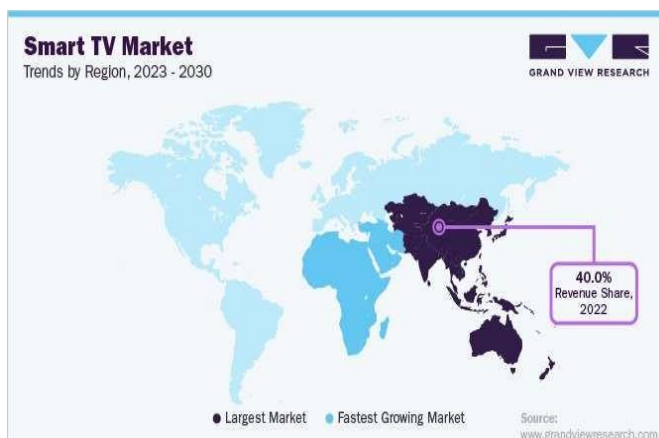 Smart TV Market
Trends by Region, 2023 - 2030
GRAND VIEW RESEARCH
40.0%
Revenue Share,
2022
Largest Market
Fastest Growing Market
Source:
www.grandviewresearch.com